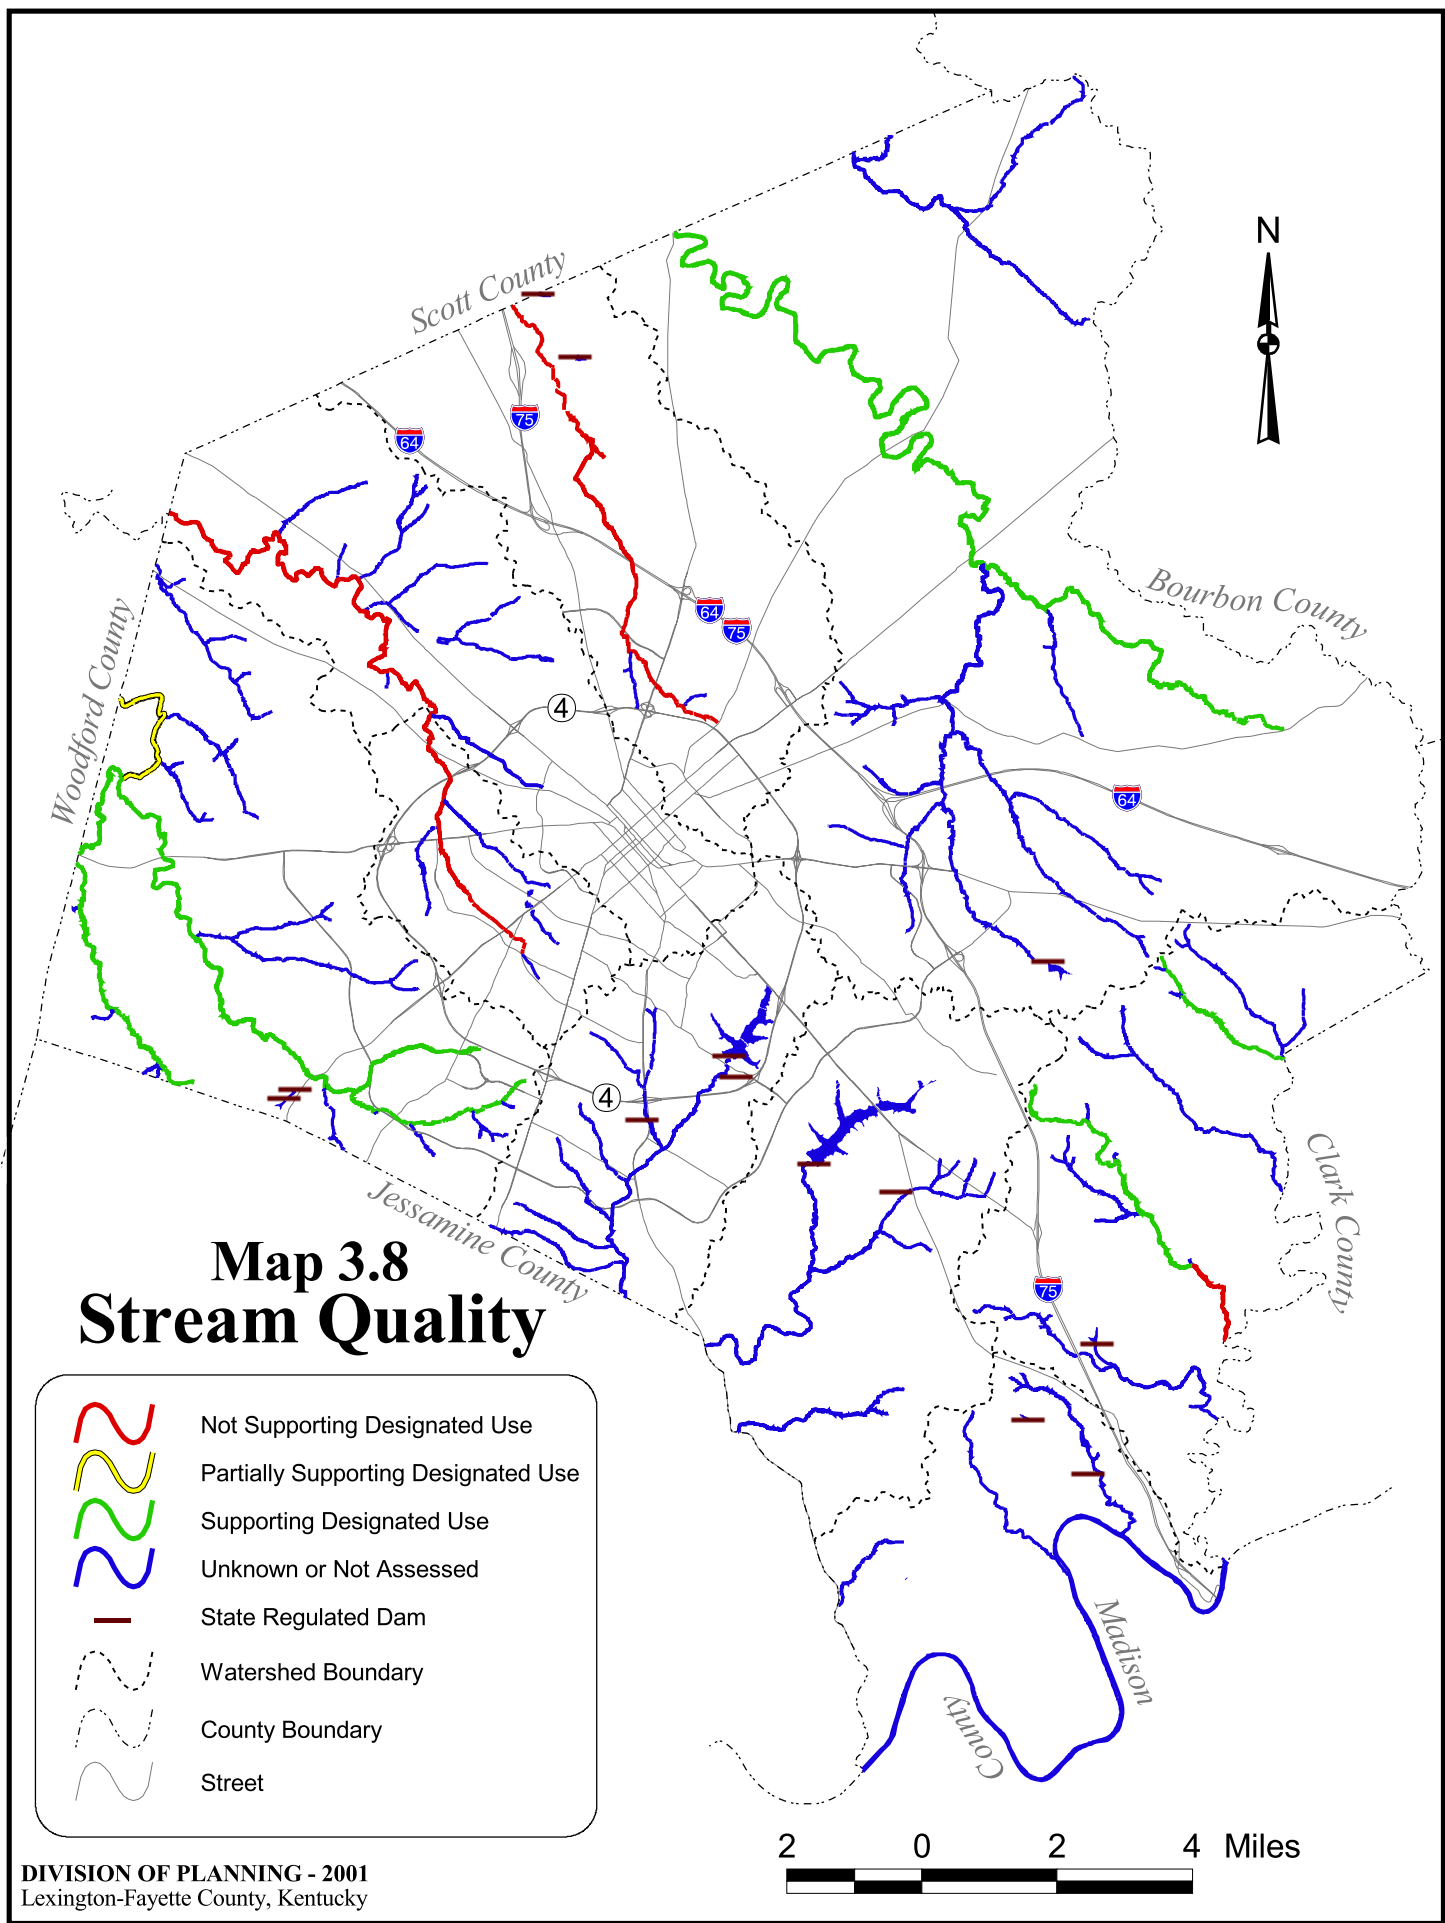 N
Scott County
75
64
Bourbon County
64
75
Woodford County
4
64
4
Clark County
Jessamine County
Map 3.8
Stream Quality
75
Not Supporting Designated Use
Partially Supporting Designated Use
Supporting Designated Use
Unknown or Not Assessed
State Regulated Dam
Watershed Boundary
County Boundary
Street
Madison
County
2 0 2 4 Miles
DIVISION OF PLANNING - 2001
Lexington-Fayette County, Kentucky